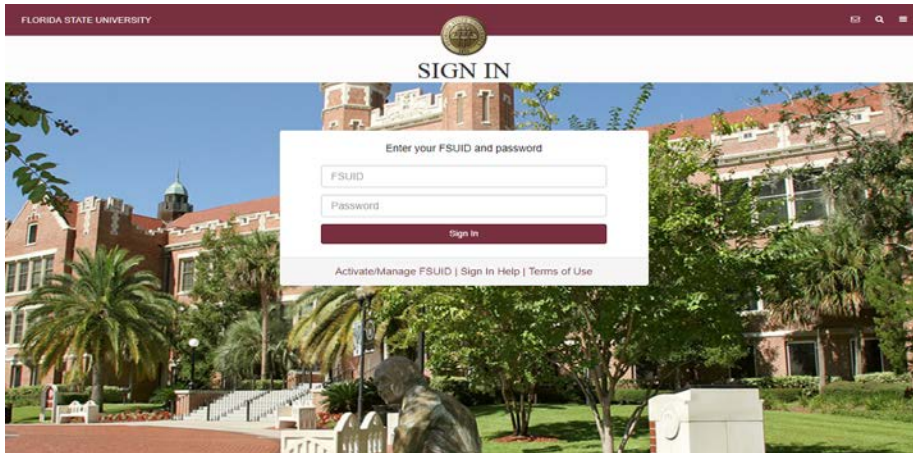 FLORIDA STATE UNIVERSITY
SIGN IN
Enter your FSUID and password
FSUID
Password
Sign In
Activate/Manage FSUID | Sign In Help | Terms of Use